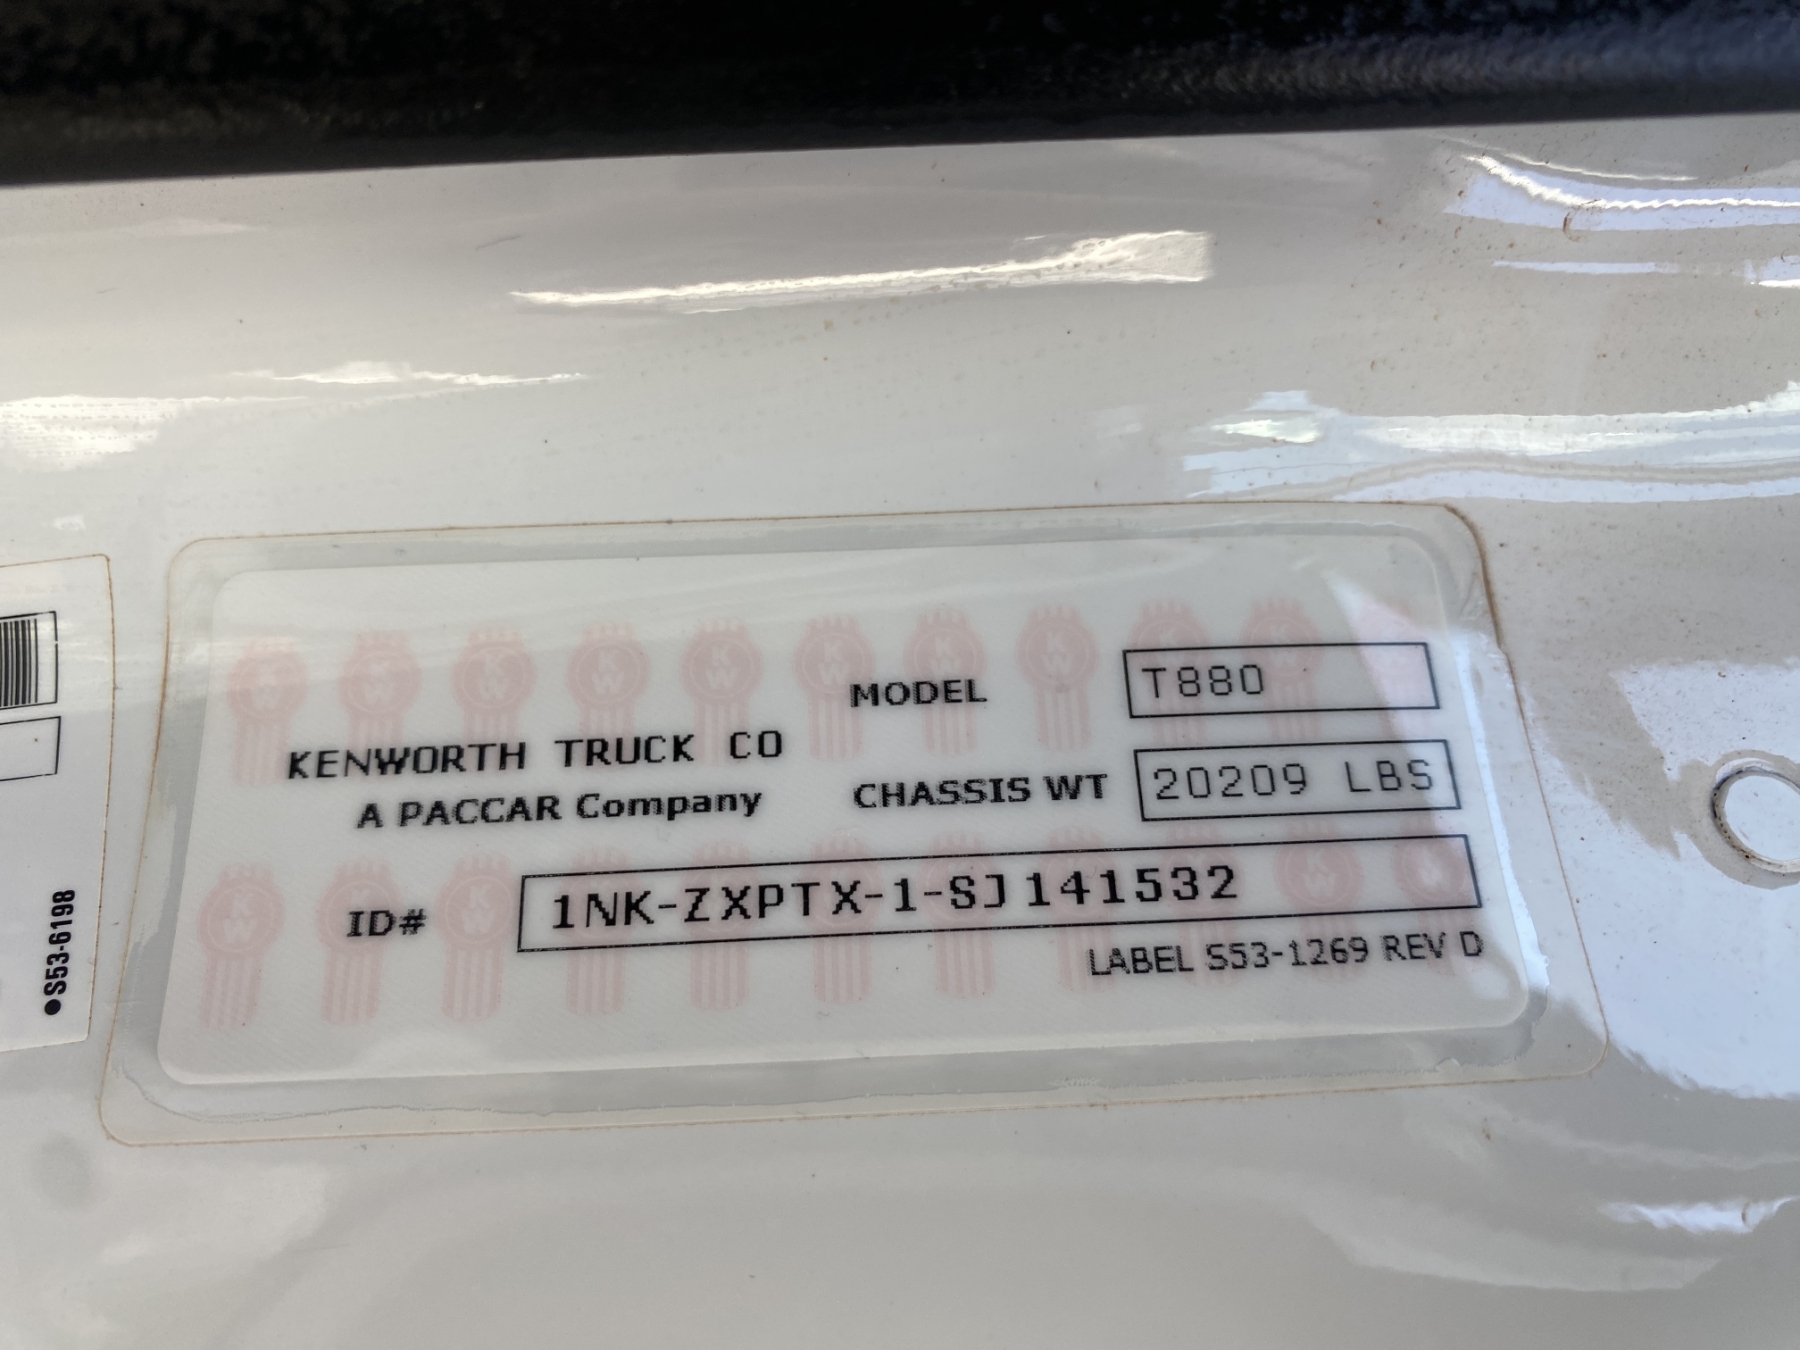 MODEL T880
KENWORTH TRUCK CO
A PACCAR Company
CHASSIS WT 20209 LBS
ID# 1NK-ZXPTX-1-SJ141532
LABEL S53-1269 REV D
●S53-6198